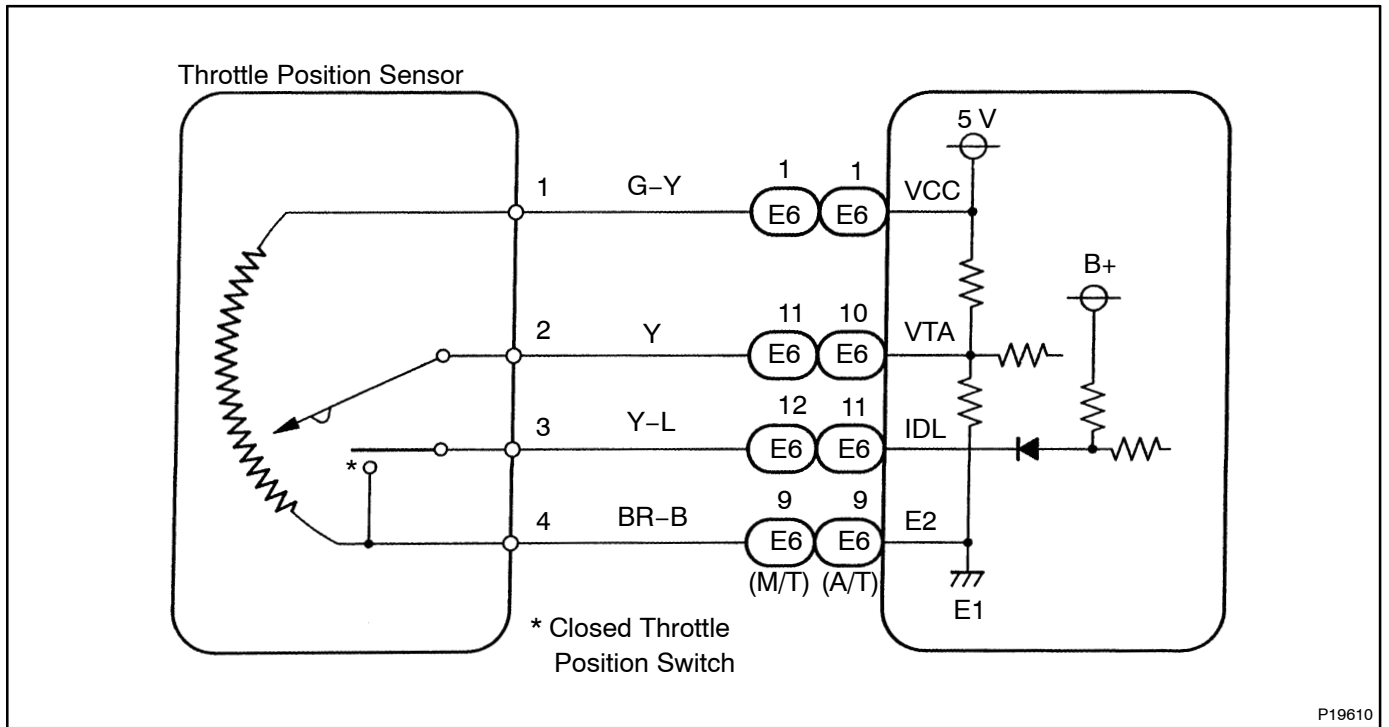 Throttle Position Sensor
5 V
1 G–Y 1 1 VCC
E6 E6
B+
2 Y 11 10 VTA
E6 E6
3 Y–L 12 11 IDL
E6 E6
*
4 BR–B 9 9 E2
E6 E6
(M/T) (A/T)
E1
* Closed Throttle
Position Switch
P19610